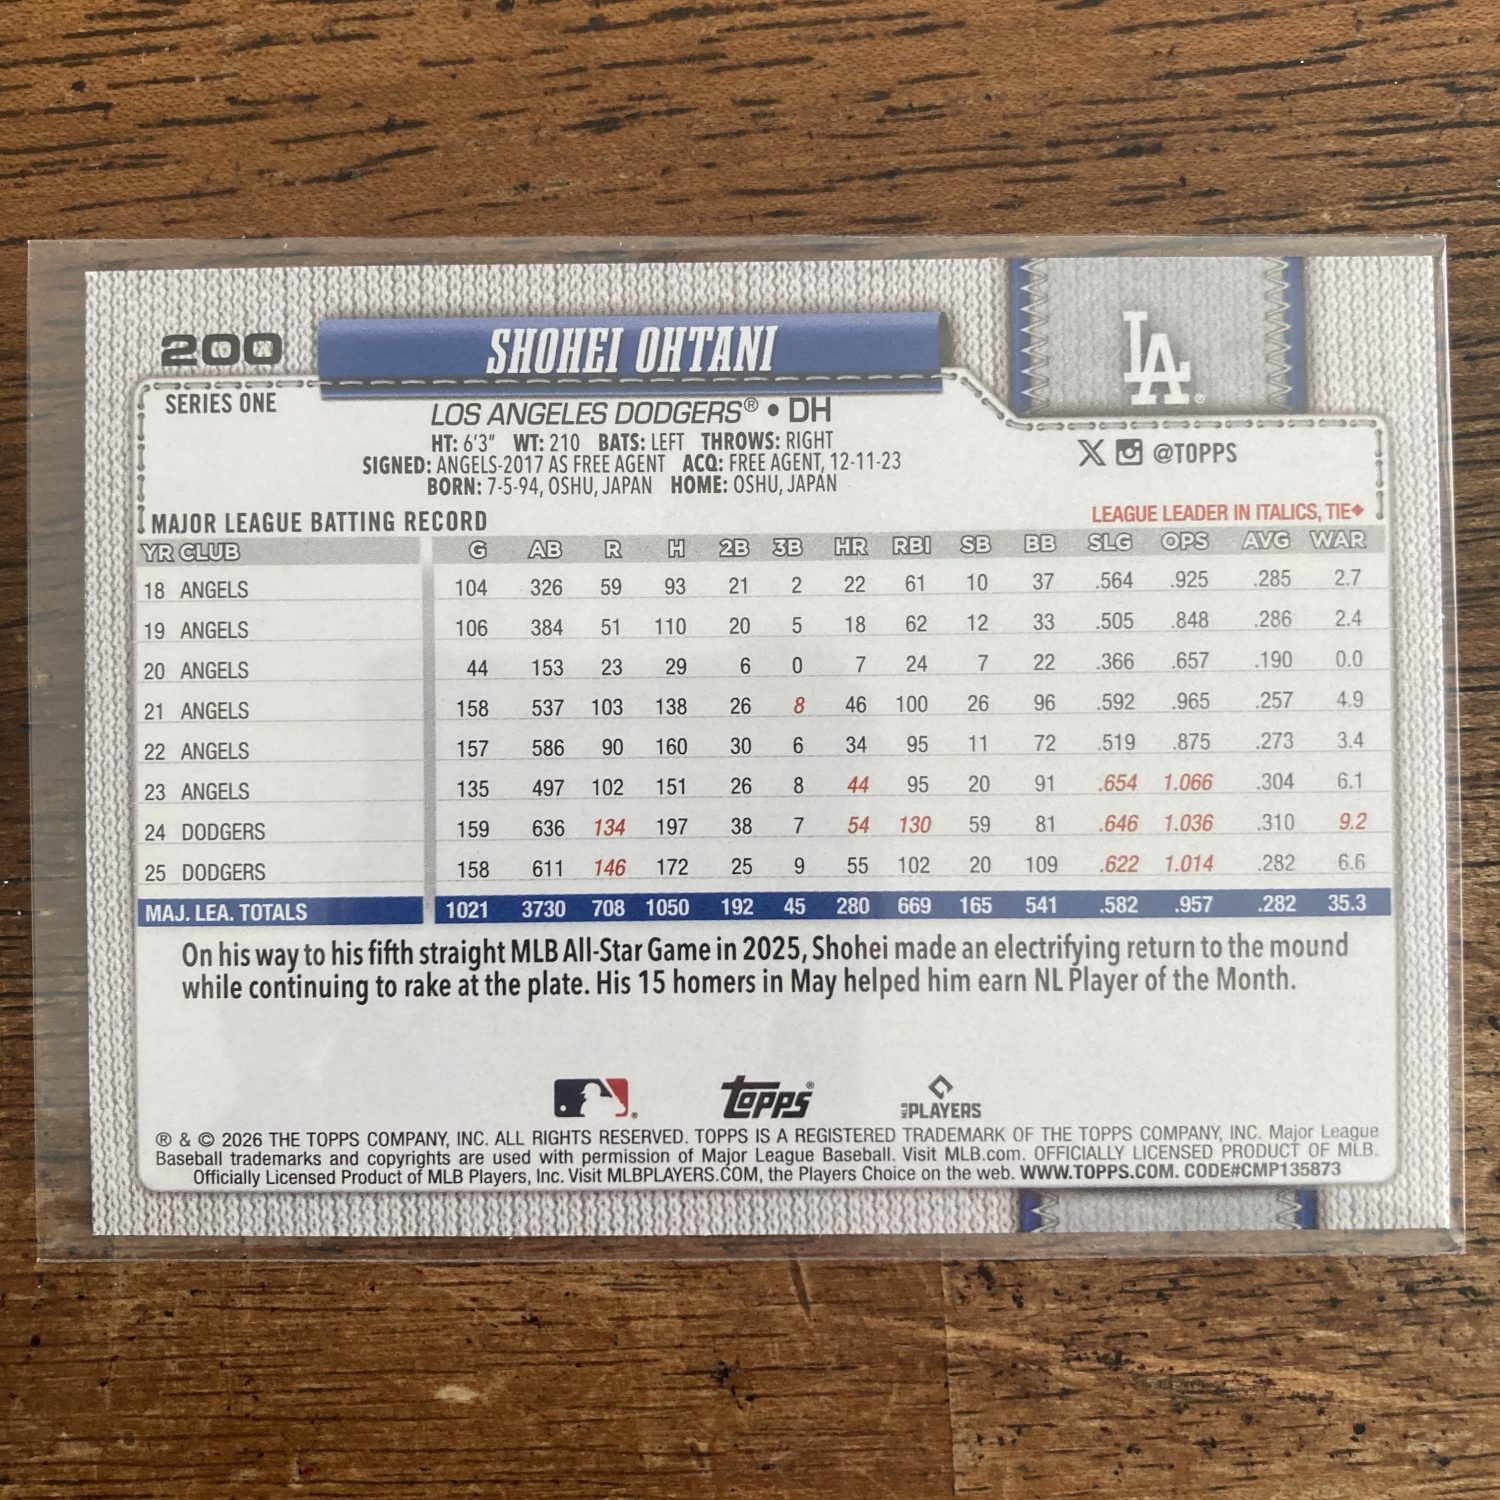 200
SHOHEI OHTANI
LA
SERIES ONE
LOS ANGELES DODGERS® • DH
HT: 6'3" WT: 210 BATS: LEFT THROWS: RIGHT
SIGNED: ANGELS-2017 AS FREE AGENT ACQ: FREE AGENT, 12-11-23
BORN: 7-5-94, OSHU, JAPAN HOME: OSHU, JAPAN
@TOPPS
MAJOR LEAGUE BATTING RECORD
LEAGUE LEADER IN ITALICS, TIE◆
YR CLUB G AB R H 2B 3B HR RBI SB BB SLG OPS AVG WAR
18 ANGELS 104 326 59 93 21 2 22 61 10 37 .564 .925 .285 2.7
19 ANGELS 106 384 51 110 20 5 18 62 12 33 .505 .848 .286 2.4
20 ANGELS 44 153 23 29 6 0 7 24 7 22 .366 .657 .190 0.0
21 ANGELS 158 537 103 138 26 8 46 100 26 96 .592 .965 .257 4.9
22 ANGELS 157 586 90 160 30 6 34 95 11 72 .519 .875 .273 3.4
23 ANGELS 135 497 102 151 26 8 44 95 20 91 .654 1.066 .304 6.1
24 DODGERS 159 636 134 197 38 7 54 130 59 81 .646 1.036 .310 9.2
25 DODGERS 158 611 146 172 25 9 55 102 20 109 .622 1.014 .282 6.6
MAJ. LEA. TOTALS 1021 3730 708 1050 192 45 280 669 165 541 .582 .957 .282 35.3
On his way to his fifth straight MLB All-Star Game in 2025, Shohei made an electrifying return to the mound
while continuing to rake at the plate. His 15 homers in May helped him earn NL Player of the Month.
TOPPS®
MLB PLAYERS
® & © 2026 THE TOPPS COMPANY, INC. ALL RIGHTS RESERVED. TOPPS IS A REGISTERED TRADEMARK OF THE TOPPS COMPANY, INC. Major League
Baseball trademarks and copyrights are used with permission of Major League Baseball. Visit MLB.com. OFFICIALLY LICENSED PRODUCT OF MLB.
Officially Licensed Product of MLB Players, Inc. Visit MLBPLAYERS.COM, the Players Choice on the web. WWW.TOPPS.COM. CODE#CMP135873